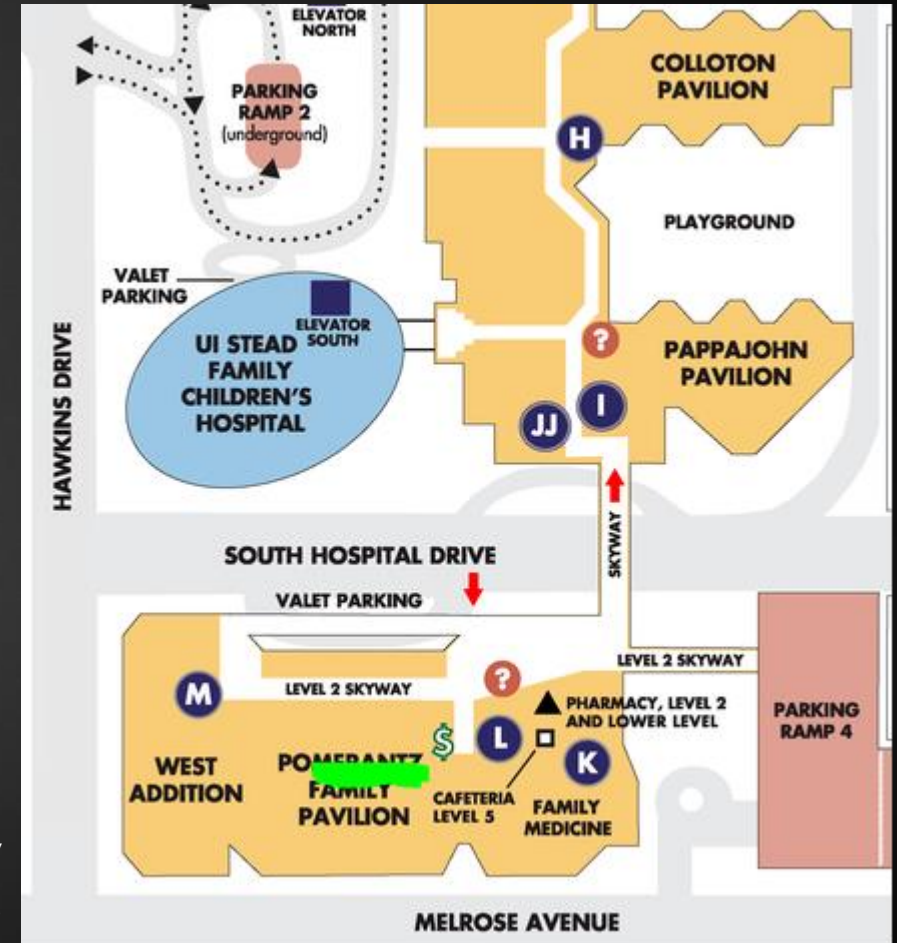 ELEVATOR
NORTH
COLLOTON
PAVILION
PARKING
RAMP 2
(underground)
H
PLAYGROUND
VALET
PARKING
ELEVATOR
SOUTH
UI STEAD
FAMILY
CHILDREN'S
HOSPITAL
?
PAPPAJOHN
PAVILION
I
JJ
HAWKINS DRIVE
SKYWAY
SOUTH HOSPITAL DRIVE
VALET PARKING
LEVEL 2 SKYWAY
?
LEVEL 2 SKYWAY
M
PHARMACY, LEVEL 2
AND LOWER LEVEL
PARKING
RAMP 4
$
L
K
WEST
ADDITION
POMERANTZ
FAMILY
PAVILION
CAFETERIA
LEVEL 5
FAMILY
MEDICINE
MELROSE AVENUE